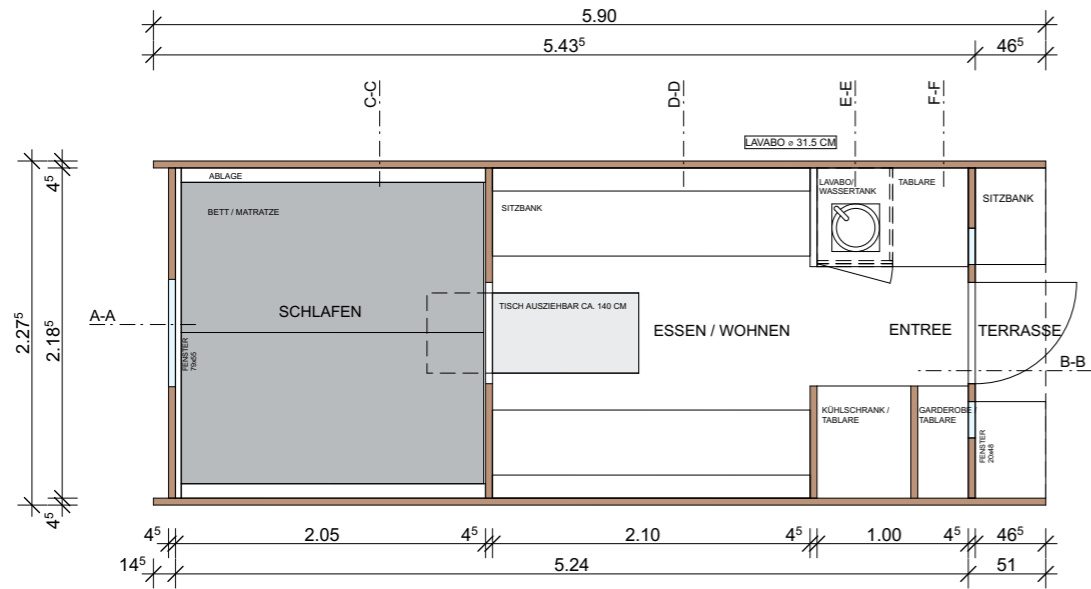 5.90
5.43⁵ 46⁵
C-C D-D E-E F-F
LAVABO ø 31.5 CM
4⁵
ABLAGE
LAVABO/
WASSERTANK
TABLARE
BETT / MATRATZE
SITZBANK
SITZBANK
2.27⁵
2.18⁵
A-A
SCHLAFEN
TISCH AUSZIEHBAR CA. 140 CM
ESSEN / WOHNEN
ENTREE
TERRASSE
FENSTER
79x55
B-B
KÜHLSCHRANK /
TABLARE
GARDEROBE /
TABLARE
FENSTER
20x48
4⁵
4⁵ 2.05 4⁵ 2.10 4⁵ 1.00 4⁵ 46⁵
14⁵ 5.24 51